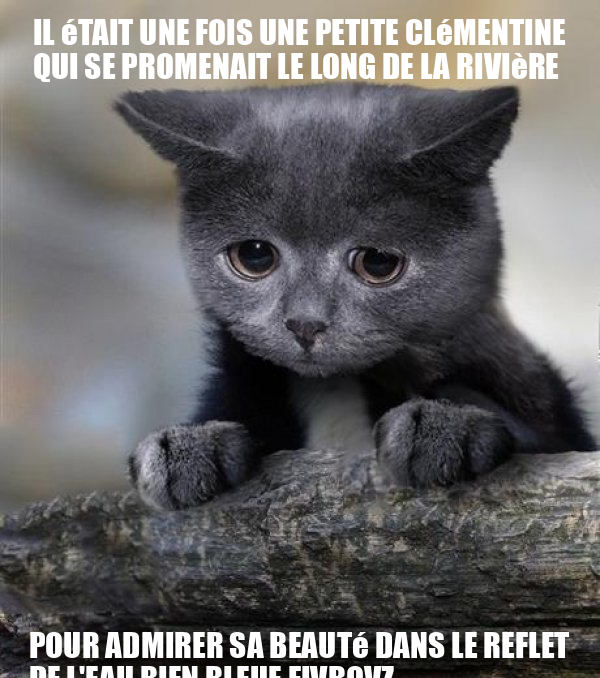 IL éTAIT UNE FOIS UNE PETITE CLéMENTINE
QUI SE PROMENAIT LE LONG DE LA RIVIèRE
POUR ADMIRER SA BEAUTé DANS LE REFLET
DE L'EAU BIEN BLEUE